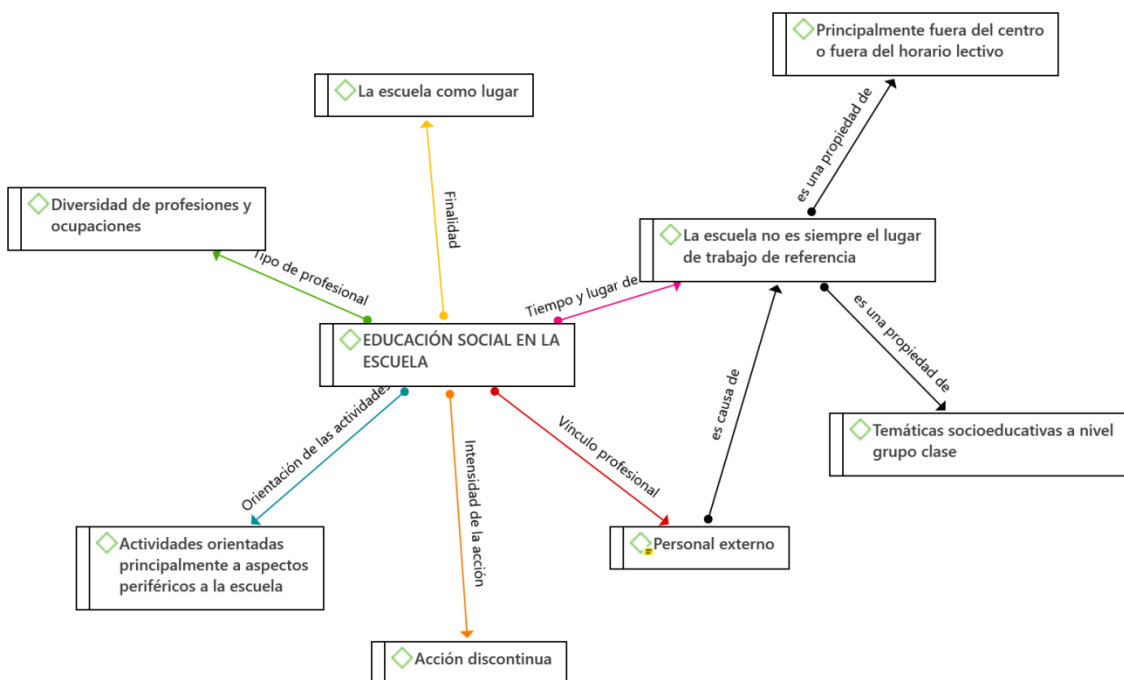 Principalmente fuera del centro
o fuera del horario lectivo
La escuela como lugar
es una propiedad de
Finalidad
Diversidad de profesiones y
ocupaciones
La escuela no es siempre el lugar
de trabajo de referencia
Tipo de profesional
Tiempo y lugar de
EDUCACIÓN SOCIAL EN LA
ESCUELA
es una propiedad de
es causa de
Orientación de las actividades
Intensidad de la acción
Vínculo profesional
Temáticas socioeducativas a nivel
grupo clase
Actividades orientadas
principalmente a aspectos
periféricos a la escuela
Personal externo
Acción discontinua